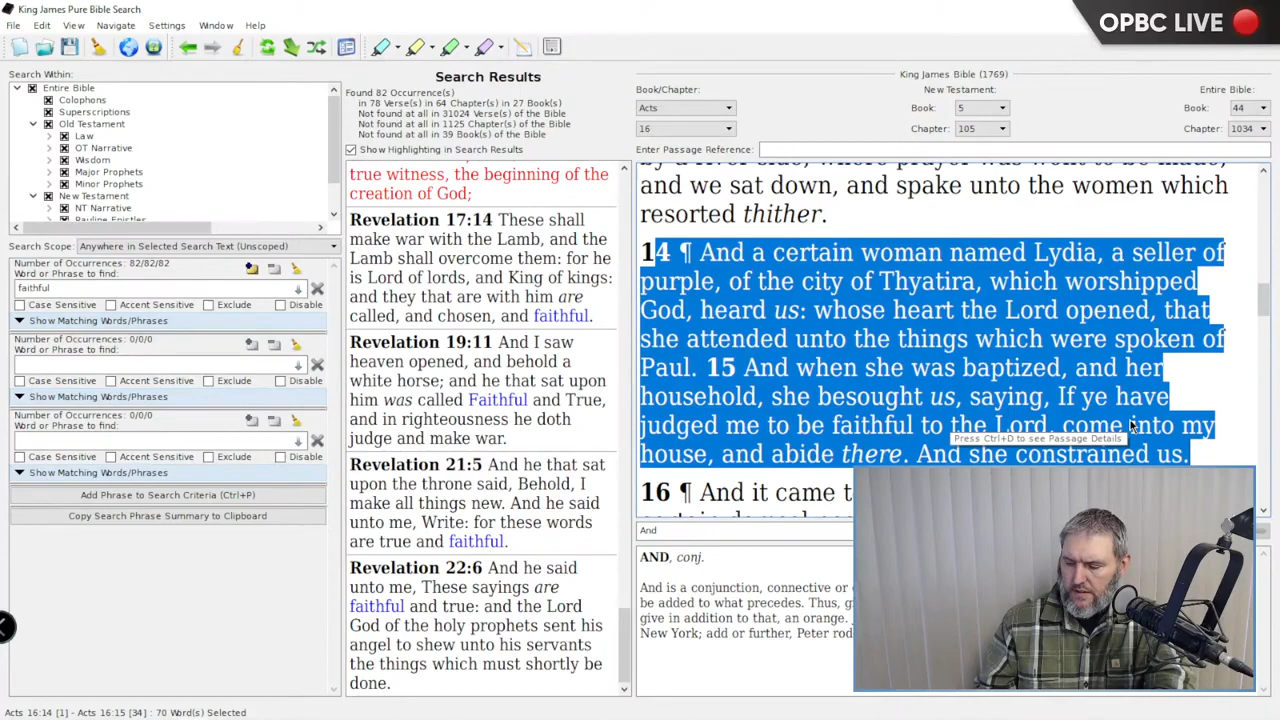 King James Pure Bible Search
File Edit View Navigate Settings Window Help
OPBC LIVE
Search Within:
Entire Bible
Colophons
Superscriptions
Old Testament
Law
OT Narrative
Wisdom
Major Prophets
Minor Prophets
New Testament
NT Narrative
Pauline Epistles
Search Scope: Anywhere in Selected Search Text (Unscoped)
Number of Occurrences: 82/82/82
Word or Phrase to find:
faithful
Case Sensitive Accent Sensitive Exclude Disable
Show Matching Words/Phrases
Number of Occurrences: 0/0/0
Word or Phrase to find:
Case Sensitive Accent Sensitive Exclude Disable
Show Matching Words/Phrases
Number of Occurrences: 0/0/0
Word or Phrase to find:
Case Sensitive Accent Sensitive Exclude Disable
Show Matching Words/Phrases
Add Phrase to Search Criteria (Ctrl+P)
Copy Search Phrase Summary to Clipboard
Search Results
Found 82 Occurrence(s)
in 78 Verse(s) in 64 Chapter(s) in 27 Book(s)
Not found at all in 31024 Verse(s) of the Bible
Not found at all in 1125 Chapter(s) of the Bible
Not found at all in 39 Book(s) of the Bible
Show Highlighting in Search Results
true witness, the beginning of the
creation of God;
Revelation 17:14 These shall
make war with the Lamb, and the
Lamb shall overcome them: for he
is Lord of lords, and King of kings:
and they that are with him are
called, and chosen, and faithful.
Revelation 19:11 And I saw
heaven opened, and behold a
white horse; and he that sat upon
him was called Faithful and True,
and in righteousness he doth
judge and make war.
Revelation 21:5 And he that sat
upon the throne said, Behold, I
make all things new. And he said
unto me, Write: for these words
are true and faithful.
Revelation 22:6 And he said
unto me, These sayings are
faithful and true: and the Lord
God of the holy prophets sent his
angel to shew unto his servants
the things which must shortly be
done.
King James Bible (1769)
Book/Chapter: New Testament: Entire Bible:
Acts Book: 5 Book: 44
16 Chapter: 105 Chapter: 1034
Enter Passage Reference:
by a river side, where prayer was wont to be made;
and we sat down, and spake unto the women which
resorted thither.
14 ¶ And a certain woman named Lydia, a seller of
purple, of the city of Thyatira, which worshipped
God, heard us: whose heart the Lord opened, that
she attended unto the things which were spoken of
Paul. 15 And when she was baptized, and her
household, she besought us, saying, If ye have
judged me to be faithful to the Lord, come into my
Press Ctrl+D to see Passage Details
house, and abide there. And she constrained us.
16 ¶ And it came t
And
AND, conj.
And is a conjunction, connective or
be added to what precedes. Thus, g
give in addition to that, an orange.
New York; add or further, Peter rod
Acts 16:14 [1] - Acts 16:15 [34] : 70 Word(s) Selected